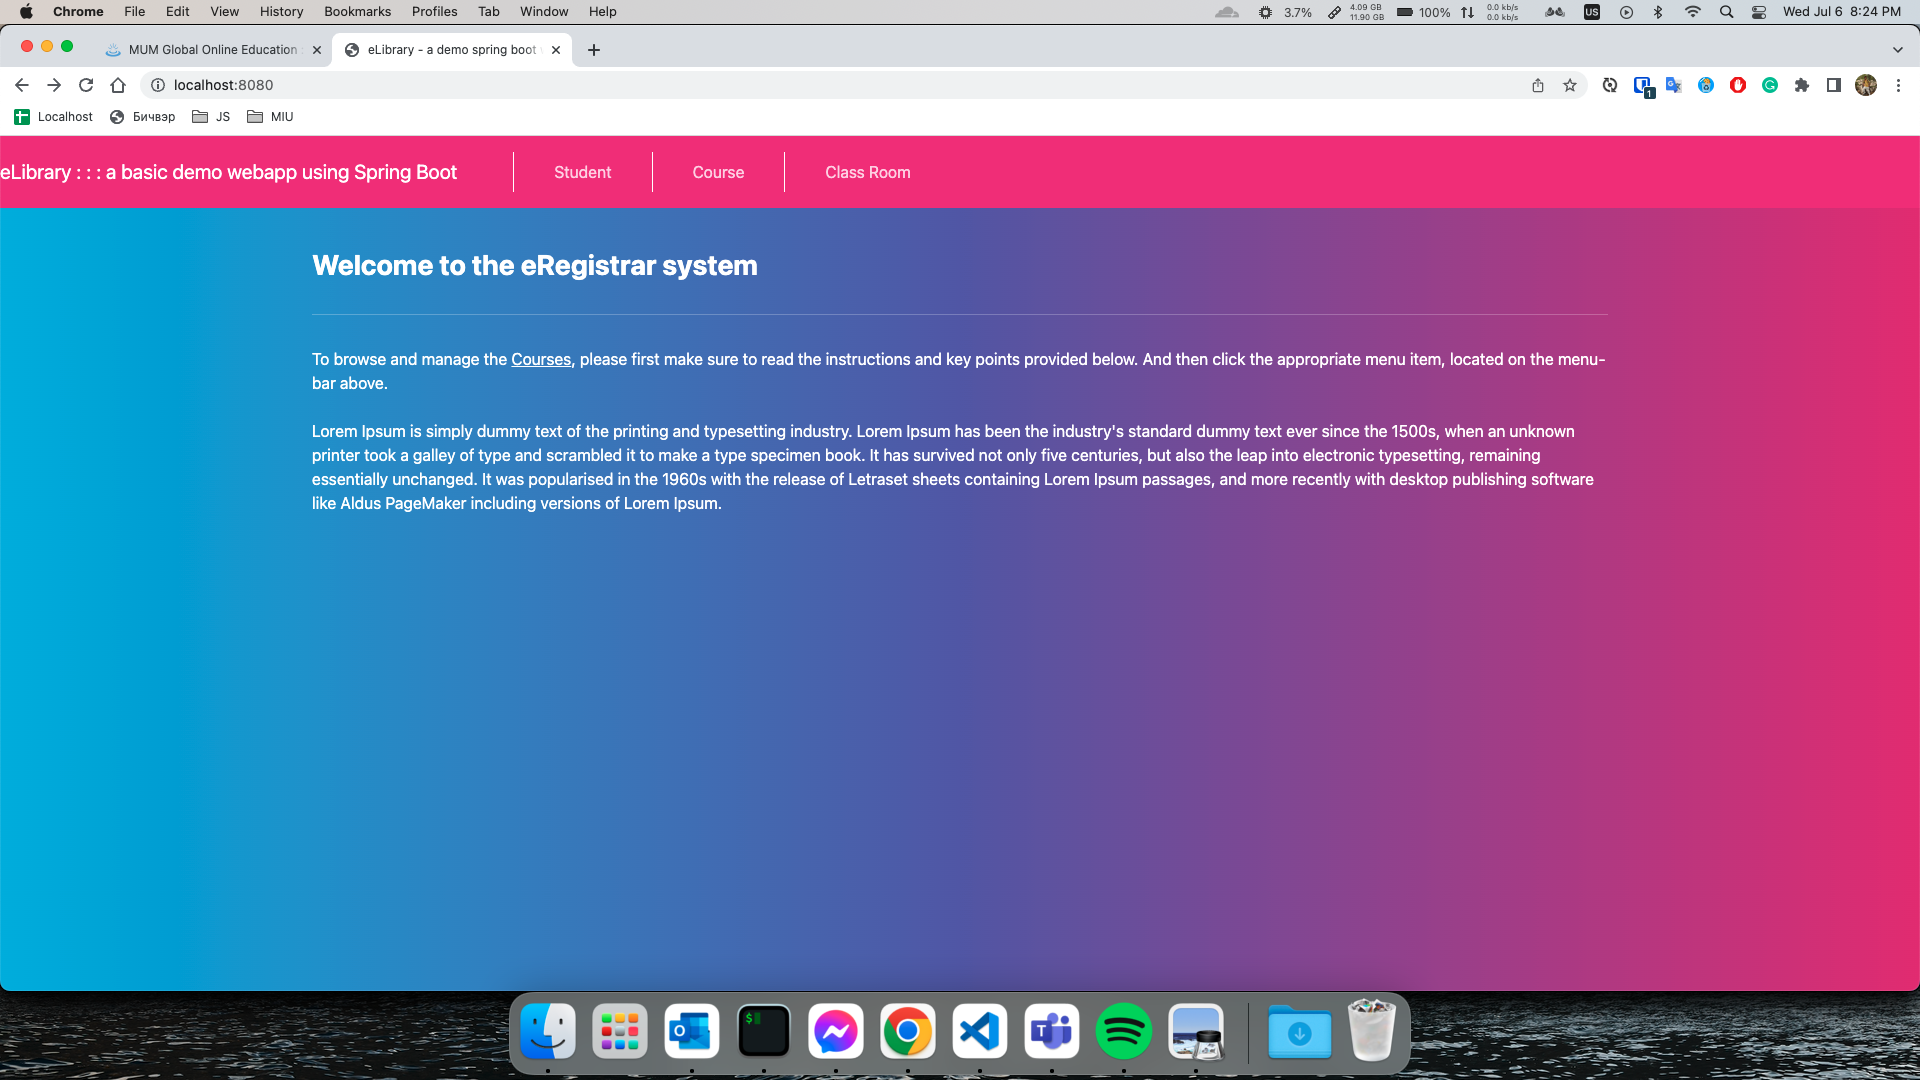 Chrome File Edit View History Bookmarks Profiles Tab Window Help 3.7% 4.09 GB 11.90 GB 100% 0.0 kb/s 0.0 kb/s US Wed Jul 6 8:24 PM
MUM Global Online Education eLibrary - a demo spring boot
localhost:8080 1
Localhost Бичвэр JS MIU
eLibrary : : : a basic demo webapp using Spring Boot Student Course Class Room
Welcome to the eRegistrar system
To browse and manage the Courses, please first make sure to read the instructions and key points provided below. And then click the appropriate menu item, located on the menu-
bar above.
Lorem Ipsum is simply dummy text of the printing and typesetting industry. Lorem Ipsum has been the industry's standard dummy text ever since the 1500s, when an unknown
printer took a galley of type and scrambled it to make a type specimen book. It has survived not only five centuries, but also the leap into electronic typesetting, remaining
essentially unchanged. It was popularised in the 1960s with the release of Letraset sheets containing Lorem Ipsum passages, and more recently with desktop publishing software
like Aldus PageMaker including versions of Lorem Ipsum.